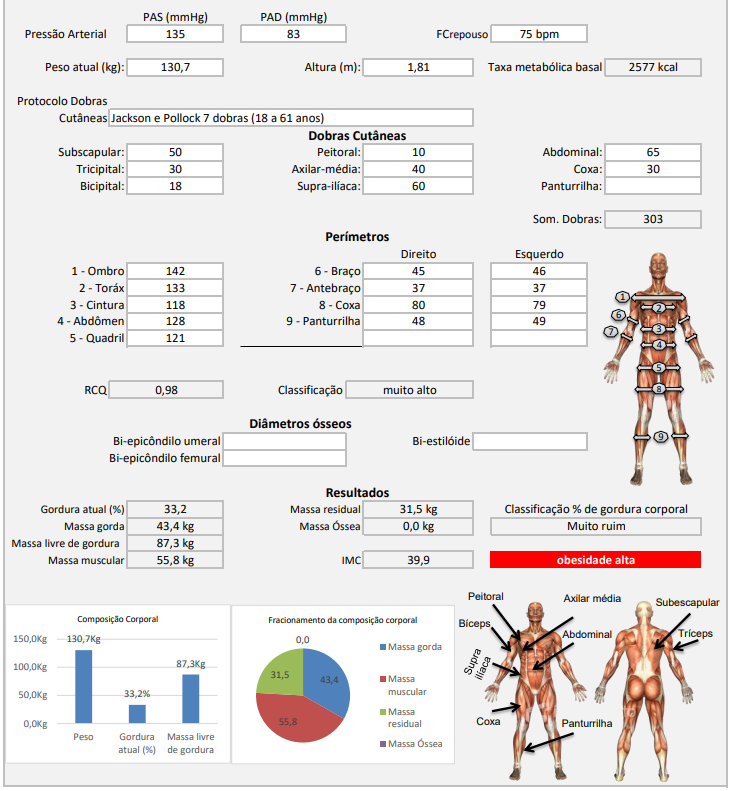 PAS (mmHg) PAD (mmHg)
Pressão Arterial 135 83 FCrepouso 75 bpm
Peso atual (kg): 130,7 Altura (m): 1,81 Taxa metabólica basal 2577 kcal
Protocolo Dobras
Cutâneas Jackson e Pollock 7 dobras (18 a 61 anos)
Dobras Cutâneas
Subscapular: 50 Peitoral: 10 Abdominal: 65
Tricipital: 30 Axilar-média: 40 Coxa: 30
Bicipital: 18 Supra-ilíaca: 60 Panturrilha:
Som. Dobras: 303
Perímetros
Direito Esquerdo
1 - Ombro 142 6 - Braço 45 46
2 - Toráx 133 7 - Antebraço 37 37
3 - Cintura 118 8 - Coxa 80 79
4 - Abdômen 128 9 - Panturrilha 48 49
5 - Quadril 121
1
2
6
3
7
4
5
8
9
RCQ 0,98 Classificação muito alto
Diâmetros ósseos
Bi-epicôndilo umeral Bi-estilóide
Bi-epicôndilo femural
Resultados
Gordura atual (%) 33,2 Massa residual 31,5 kg Classificação % de gordura corporal
Massa gorda 43,4 kg Massa Óssea 0,0 kg Muito ruim
Massa livre de gordura 87,3 kg
Massa muscular 55,8 kg IMC 39,9 obesidade alta
Composição Corporal
150,0Kg
100,0Kg
50,0Kg
0,0Kg
130,7Kg
33,2%
87,3Kg
Peso Gordura Massa livre
atual (%) de gordura
Fracionamento da composição corporal
0,0
31,5
43,4
55,8
Massa gorda
Massa
muscular
Massa
residual
Massa Óssea
Peitoral
Axilar média
Subescapular
Bíceps
Abdominal
Tríceps
Supra
ilíaca
Coxa
Panturrilha